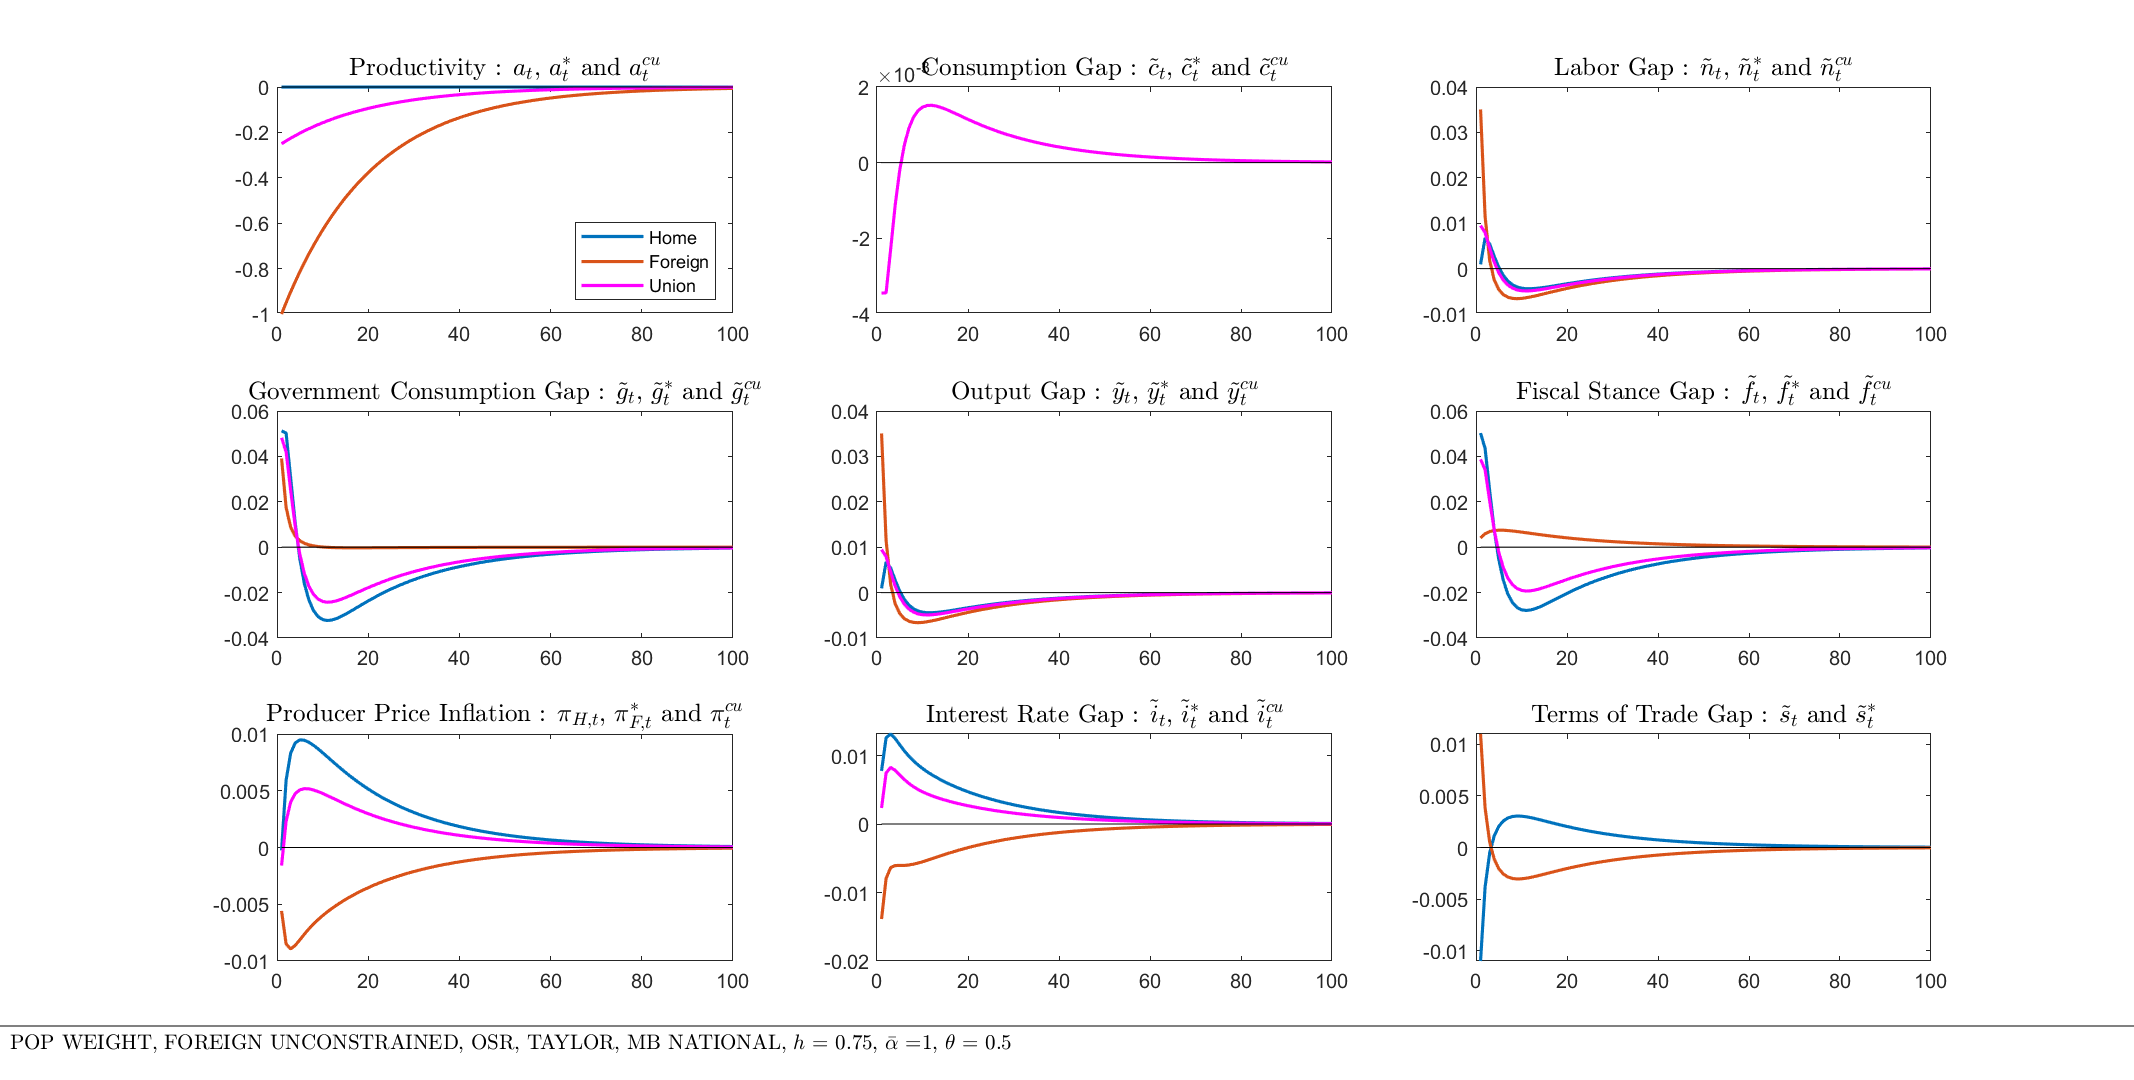 Productivity : a_t, a_t^* and a_t^{cu}
0
-0.2
-0.4
-0.6
-0.8
-1
0 20 40 60 80 100
Home
Foreign
Union
Consumption Gap : c̃_t, c̃_t^* and c̃_t^{cu}
2
0
-2
-4
0 20 40 60 80 100
Labor Gap : ñ_t, ñ_t^* and ñ_t^{cu}
0.04
0.03
0.02
0.01
0
-0.01
0 20 40 60 80 100
Government Consumption Gap : g̃_t, g̃_t^* and g̃_t^{cu}
0.06
0.04
0.02
0
-0.02
-0.04
0 20 40 60 80 100
Output Gap : ỹ_t, ỹ_t^* and ỹ_t^{cu}
0.04
0.03
0.02
0.01
0
-0.01
0 20 40 60 80 100
Fiscal Stance Gap : f̃_t, f̃_t^* and f̃_t^{cu}
0.06
0.04
0.02
0
-0.02
-0.04
0 20 40 60 80 100
Producer Price Inflation : π_{H,t}, π_{F,t}^* and π_t^{cu}
0.01
0.005
0
-0.005
-0.01
0 20 40 60 80 100
Interest Rate Gap : ĩ_t, ĩ_t^* and ĩ_t^{cu}
0.01
0
-0.01
-0.02
0 20 40 60 80 100
Terms of Trade Gap : s̃_t and s̃_t^*
0.01
0.005
0
-0.005
-0.01
0 20 40 60 80 100
POP WEIGHT, FOREIGN UNCONSTRAINED, OSR, TAYLOR, MB NATIONAL, h = 0.75, ᾱ =1, θ = 0.5